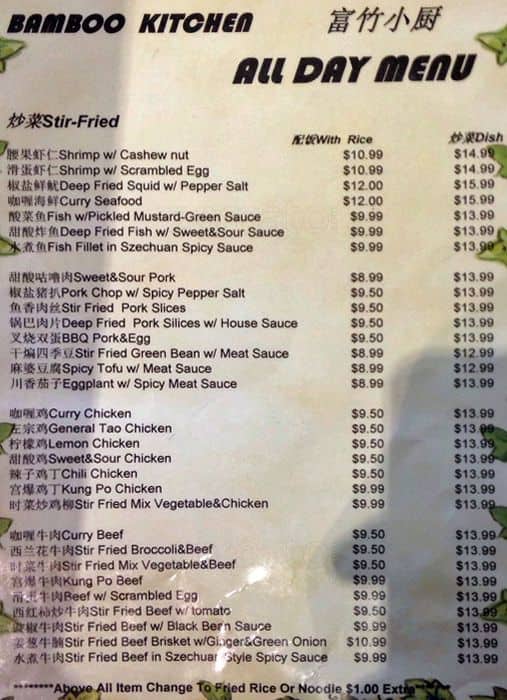 BAMBOO KITCHEN 富竹小厨
ALL DAY MENU
炒菜Stir-Fried
配饭With Rice 炒菜Dish
腰果虾仁Shrimp w/ Cashew nut $10.99 $14.99
滑蛋虾仁Shrimp w/ Scrambled Egg $10.99 $14.99
椒盐鲜鱿Deep Fried Squid w/ Pepper Salt $12.00 $15.99
咖喱海鲜Curry Seafood $12.00 $15.99
酸菜鱼Fish w/Pickled Mustard-Green Sauce $9.99 $13.99
甜酸炸鱼Deep Fried Fish w/ Sweet&Sour Sauce $9.99 $13.99
水煮鱼Fish Fillet in Szechuan Spicy Sauce $9.99 $13.99
甜酸咕噜肉Sweet&Sour Pork $8.99 $13.99
椒盐猪扒Pork Chop w/ Spicy Pepper Salt $9.50 $13.99
鱼香肉丝Stir Fried Pork Slices $9.50 $13.99
锅巴肉片Deep Fried Pork Silices w/ House Sauce $9.50 $13.99
叉烧双蛋BBQ Pork&Egg $9.50 $13.99
干煸四季豆Stir Fried Green Bean w/ Meat Sauce $8.99 $12.99
麻婆豆腐Spicy Tofu w/ Meat Sauce $8.99 $12.99
川香茄子Eggplant w/ Spicy Meat Sauce $8.99 $13.99
咖喱鸡Curry Chicken $9.50 $13.99
左宗鸡General Tao Chicken $9.50 $13.99
柠檬鸡Lemon Chicken $9.50 $13.99
甜酸鸡Sweet&Sour Chicken $9.50 $13.99
辣子鸡丁Chili Chicken $9.50 $13.99
宫爆鸡丁Kung Po Chicken $9.99 $13.99
时菜炒鸡柳Stir Fried Mix Vegetable&Chicken $9.99 $13.99
咖喱牛肉Curry Beef $9.50 $13.99
西兰花牛肉Stir Fried Broccoli&Beef $9.50 $13.99
时菜牛肉Stir Fried Mix Vegetable&Beef $9.50 $13.99
宫爆牛肉Kung Po Beef $9.99 $13.99
牛肉Beef w/ Scrambled Egg $9.99 $13.99
西红柿炒牛肉Stir Fried Beef w/ tomato $9.50 $13.99
豉椒牛肉Stir Fried Beef w/ Black Bean Sauce $9.99 $13.99
姜葱牛腩Stir Fried Beef Brisket w/Ginger&Green Onion $10.99 $13.99
水煮牛肉Stir Fried Beef in Szechuan Style Spicy Sauce $9.99 $13.99
********Above All Item Change To Fried Rice Or Noodle $1.00 Extra*******